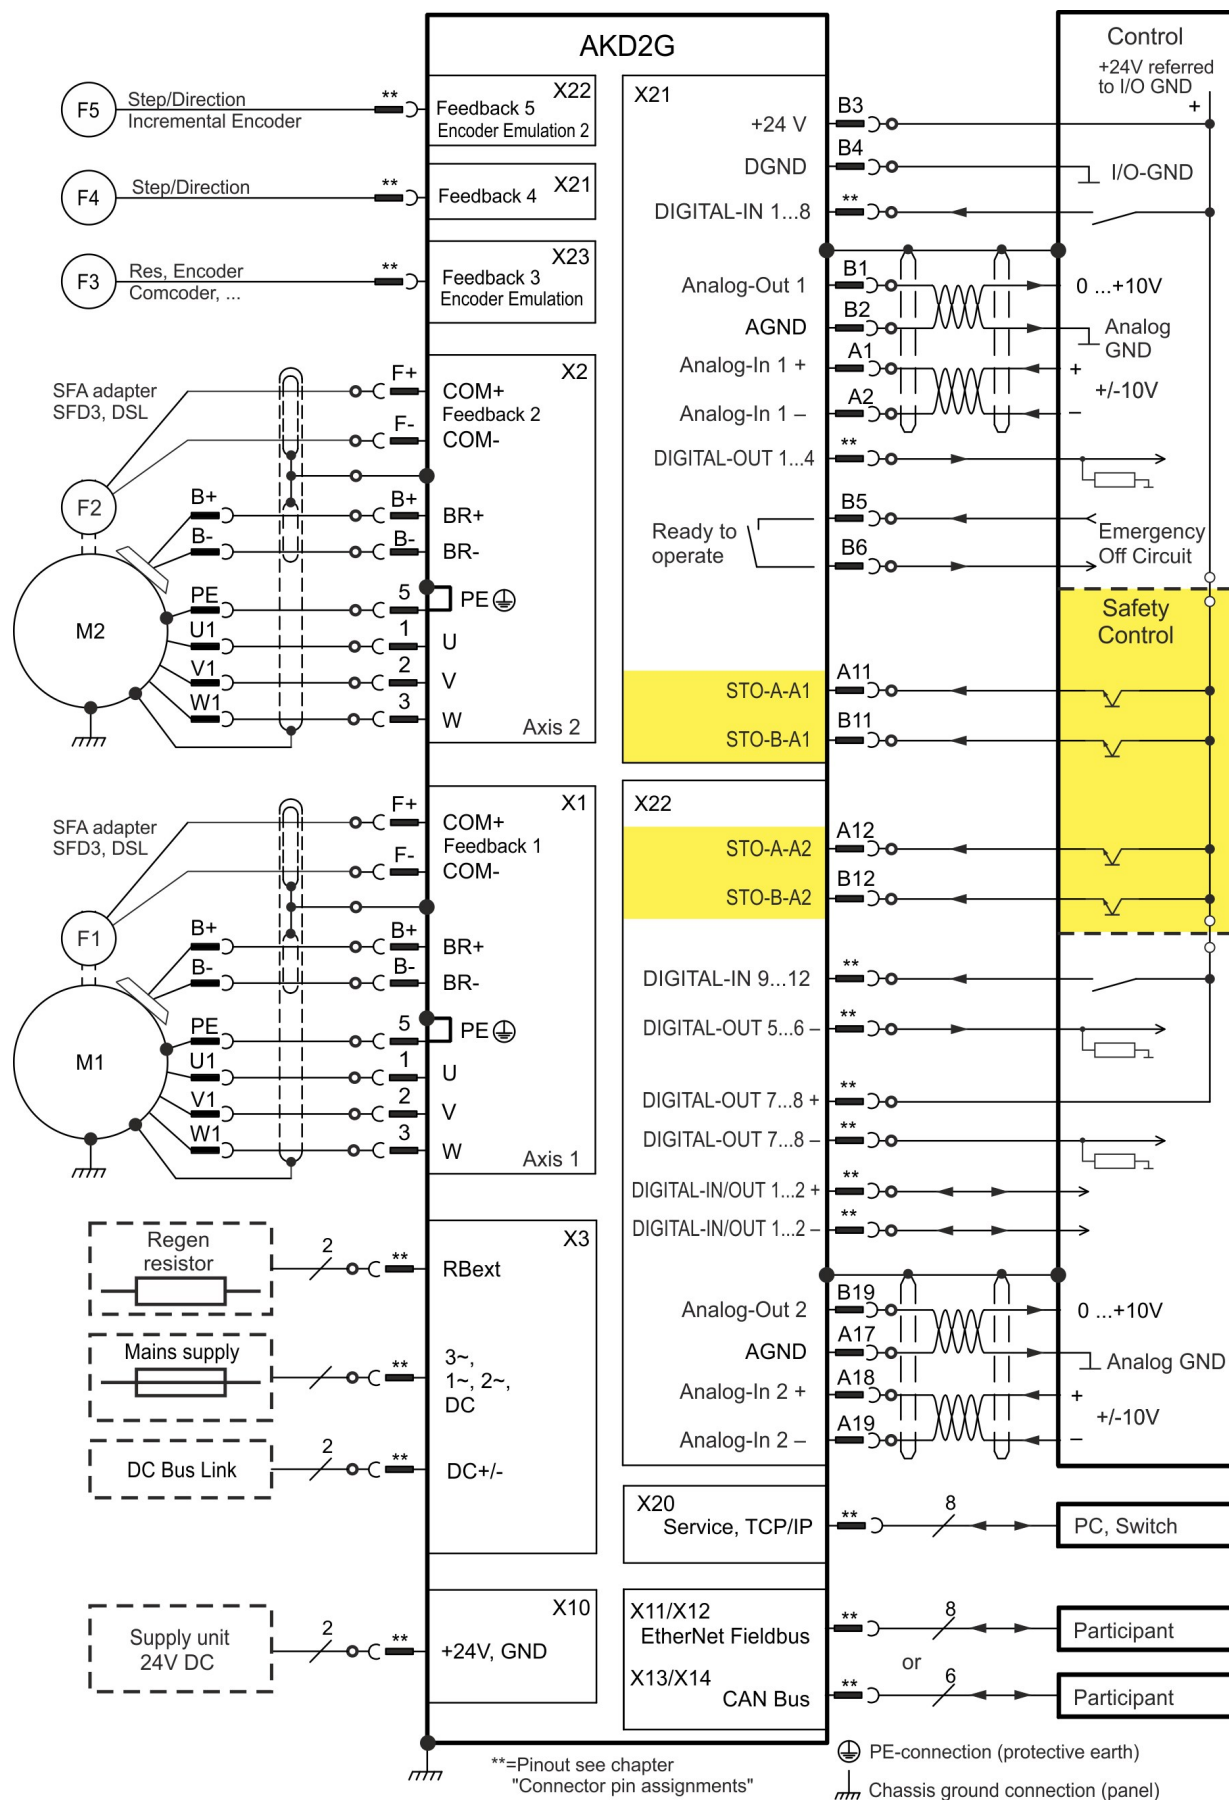 AKD2G
F5
Step/Direction
Incremental Encoder
**
X22
Feedback 5
Encoder Emulation 2
F4
Step/Direction
**
X21
Feedback 4
F3
Res, Encoder
Comcoder, ...
**
X23
Feedback 3
Encoder Emulation
SFA adapter
SFD3, DSL
F2
M2
B+
B-
PE
U1
V1
W1
F+
F-
B+
B-
5
1
2
3
X2
COM+
Feedback 2
COM-
BR+
BR-
PE
U
V
W
Axis 2
SFA adapter
SFD3, DSL
F1
M1
B+
B-
PE
U1
V1
W1
F+
F-
B+
B-
5
1
2
3
X1
COM+
Feedback 1
COM-
BR+
BR-
PE
U
V
W
Axis 1
Regen
resistor
2
**
X3
RBext
Mains supply
**
3~,
1~, 2~,
DC
DC Bus Link
2
**
DC+/-
Supply unit
24V DC
2
**
X10
+24V, GND
X21
+24 V
B3
DGND
B4
DIGITAL-IN 1...8
**
Analog-Out 1
B1
AGND
B2
Analog-In 1 +
A1
Analog-In 1 –
A2
DIGITAL-OUT 1...4
**
Ready to
operate
B5
B6
STO-A-A1
A11
STO-B-A1
B11
X22
STO-A-A2
A12
STO-B-A2
B12
DIGITAL-IN 9...12
**
DIGITAL-OUT 5...6 –
**
DIGITAL-OUT 7...8 +
**
DIGITAL-OUT 7...8 –
**
DIGITAL-IN/OUT 1...2 +
**
DIGITAL-IN/OUT 1...2 –
**
Analog-Out 2
B19
AGND
A17
Analog-In 2 +
A18
Analog-In 2 –
A19
X20
Service, TCP/IP
**
8
X11/X12
EtherNet Fieldbus
**
8
or
X13/X14
CAN Bus
**
6
Control
+24V referred
to I/O GND
+
I/O-GND
0 ...+10V
Analog
GND
+
+/-10V
–
Emergency
Off Circuit
Safety
Control
0 ...+10V
Analog GND
+
+/-10V
–
PC, Switch
Participant
Participant
**=Pinout see chapter
"Connector pin assignments"
PE-connection (protective earth)
Chassis ground connection (panel)